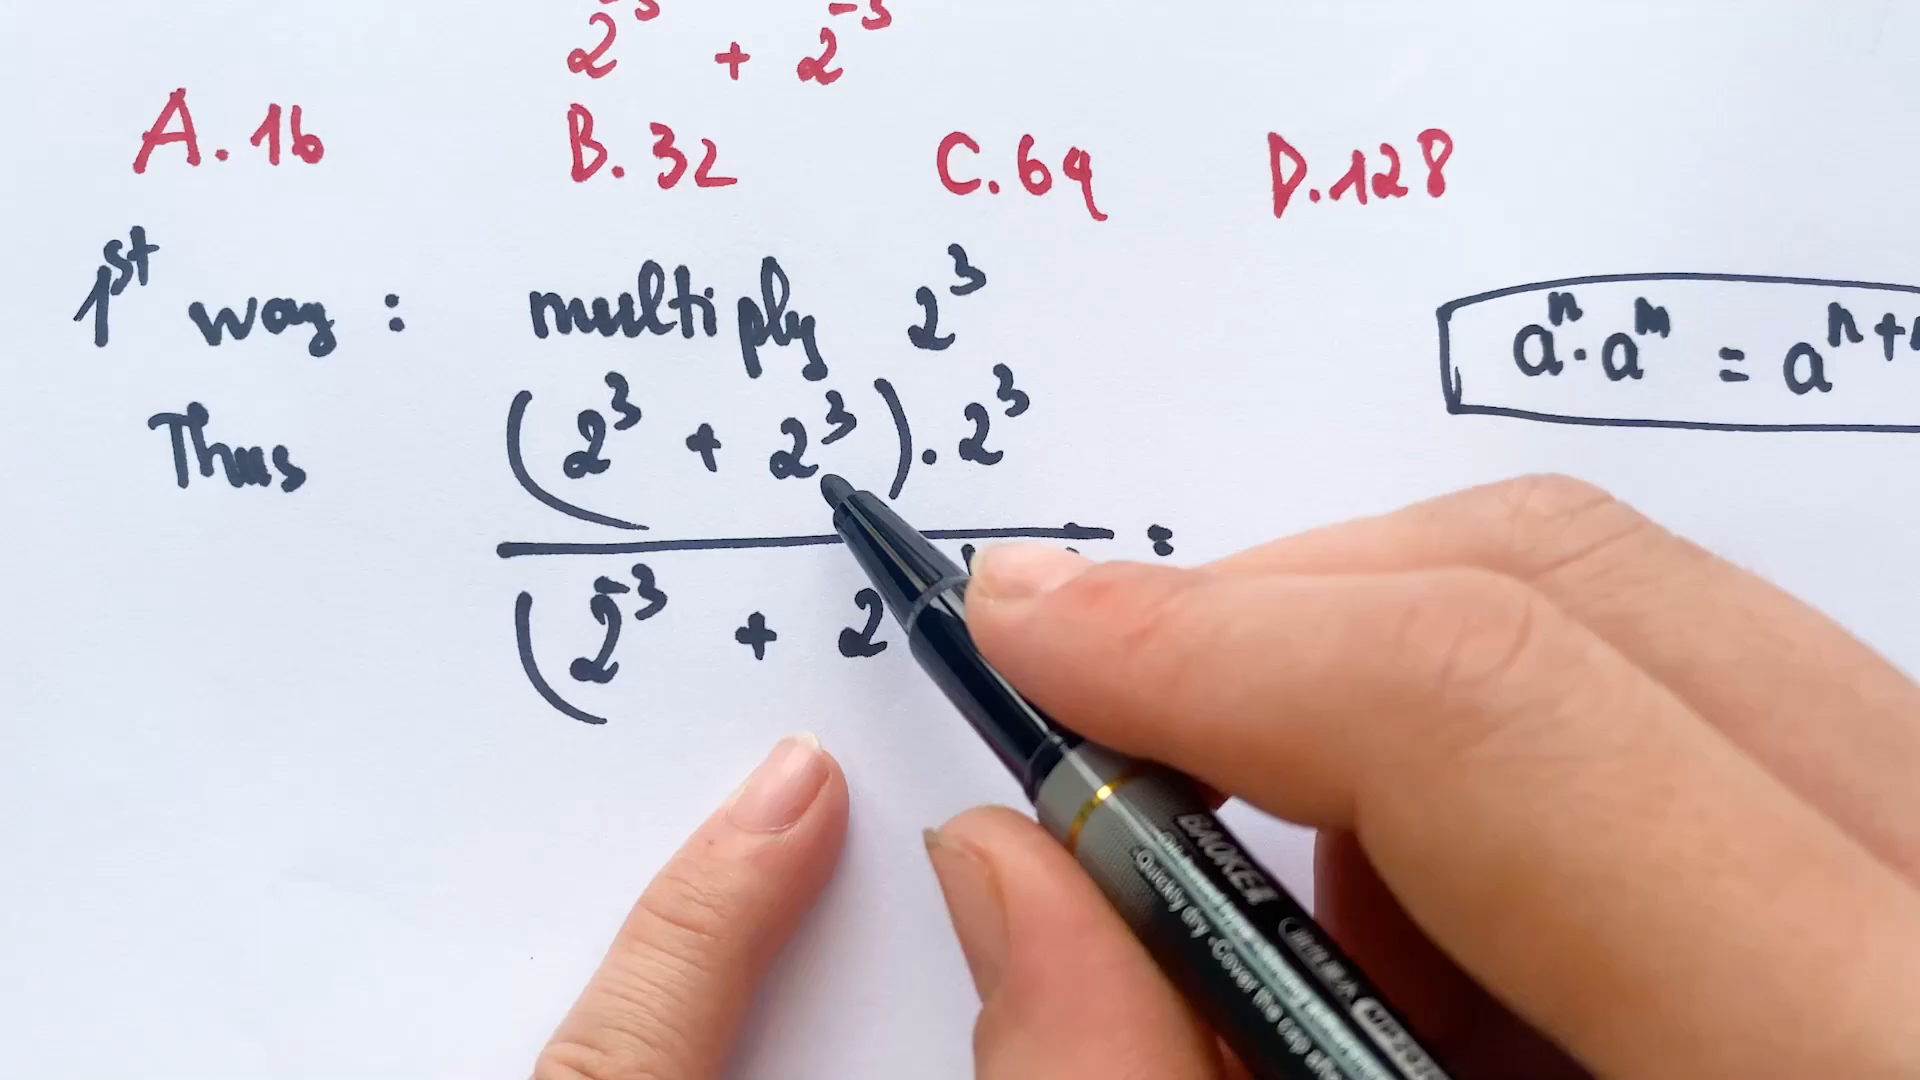 2⁻³ + 2⁻³
A. 16 B. 32 C. 64 D. 128
1st way : multiply 2³
aⁿ · aᵐ = aⁿ⁺
Thus (2³ + 2³) · 2³
=
(2⁻³ + 2
BAOKE
Quickly dry · Cover the cap